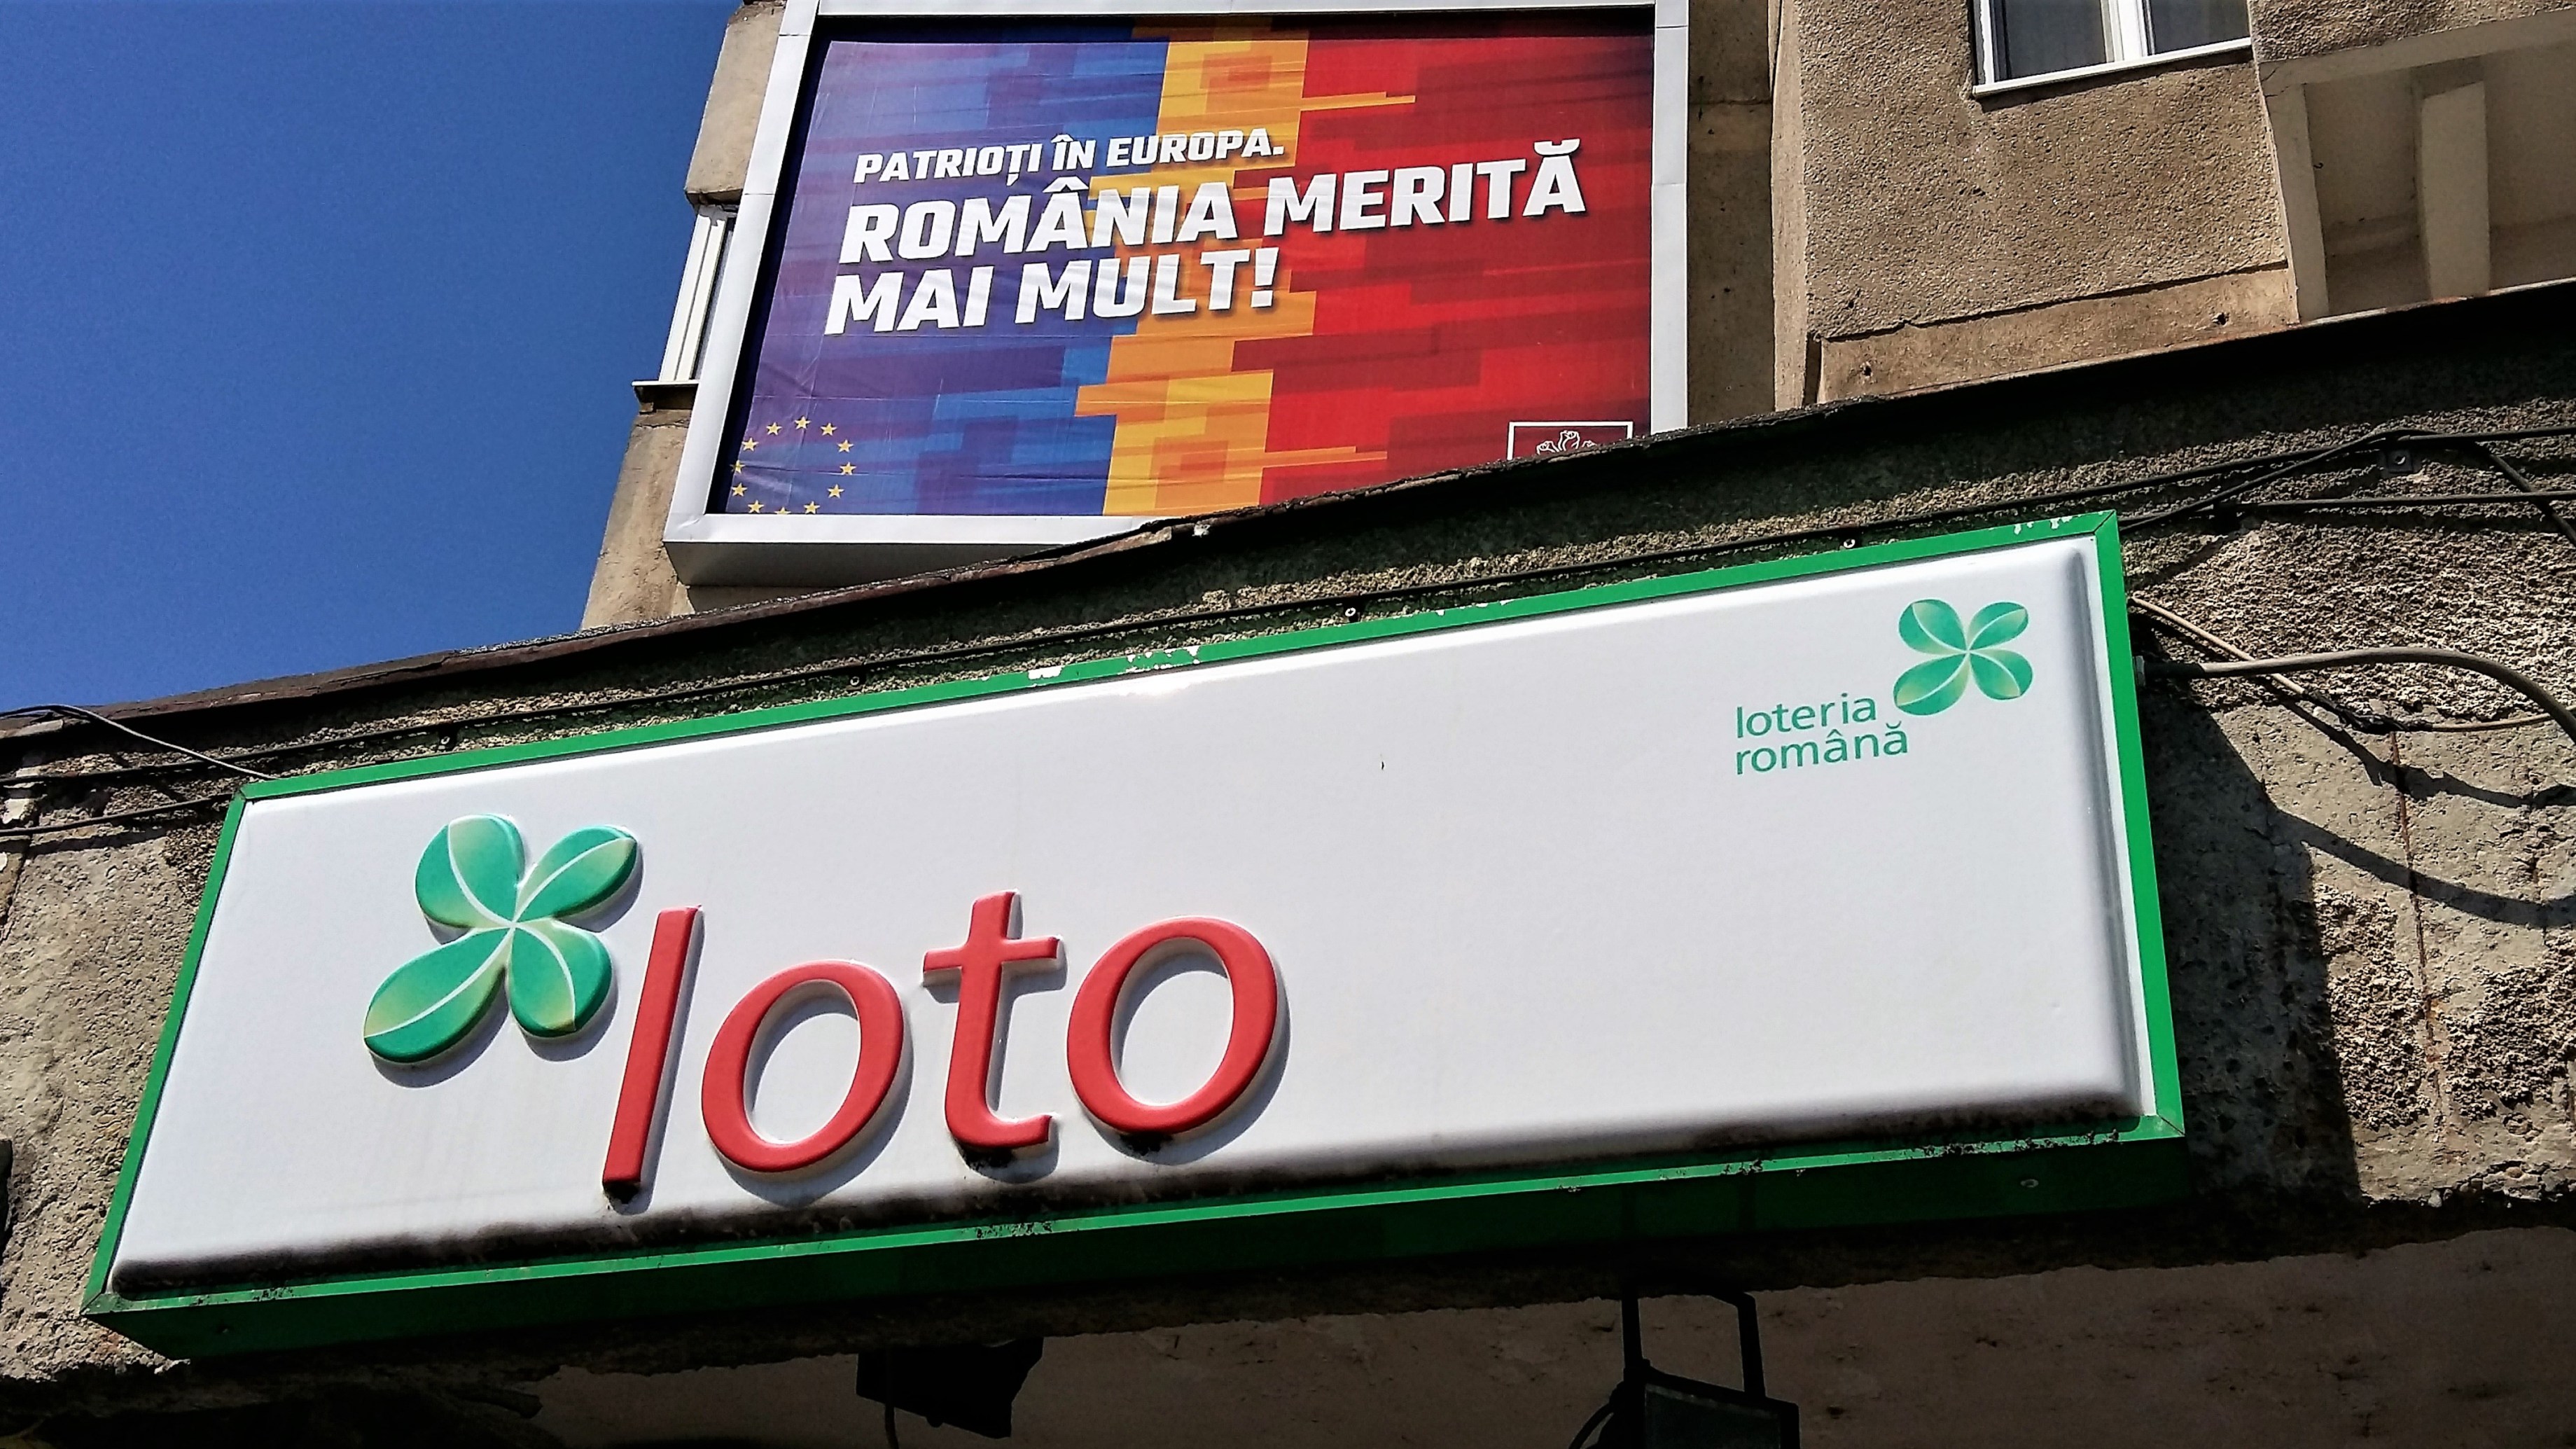 PATRIOȚI ÎN EUROPA.
ROMÂNIA MERITĂ
MAI MULT!
loteria
română
loto